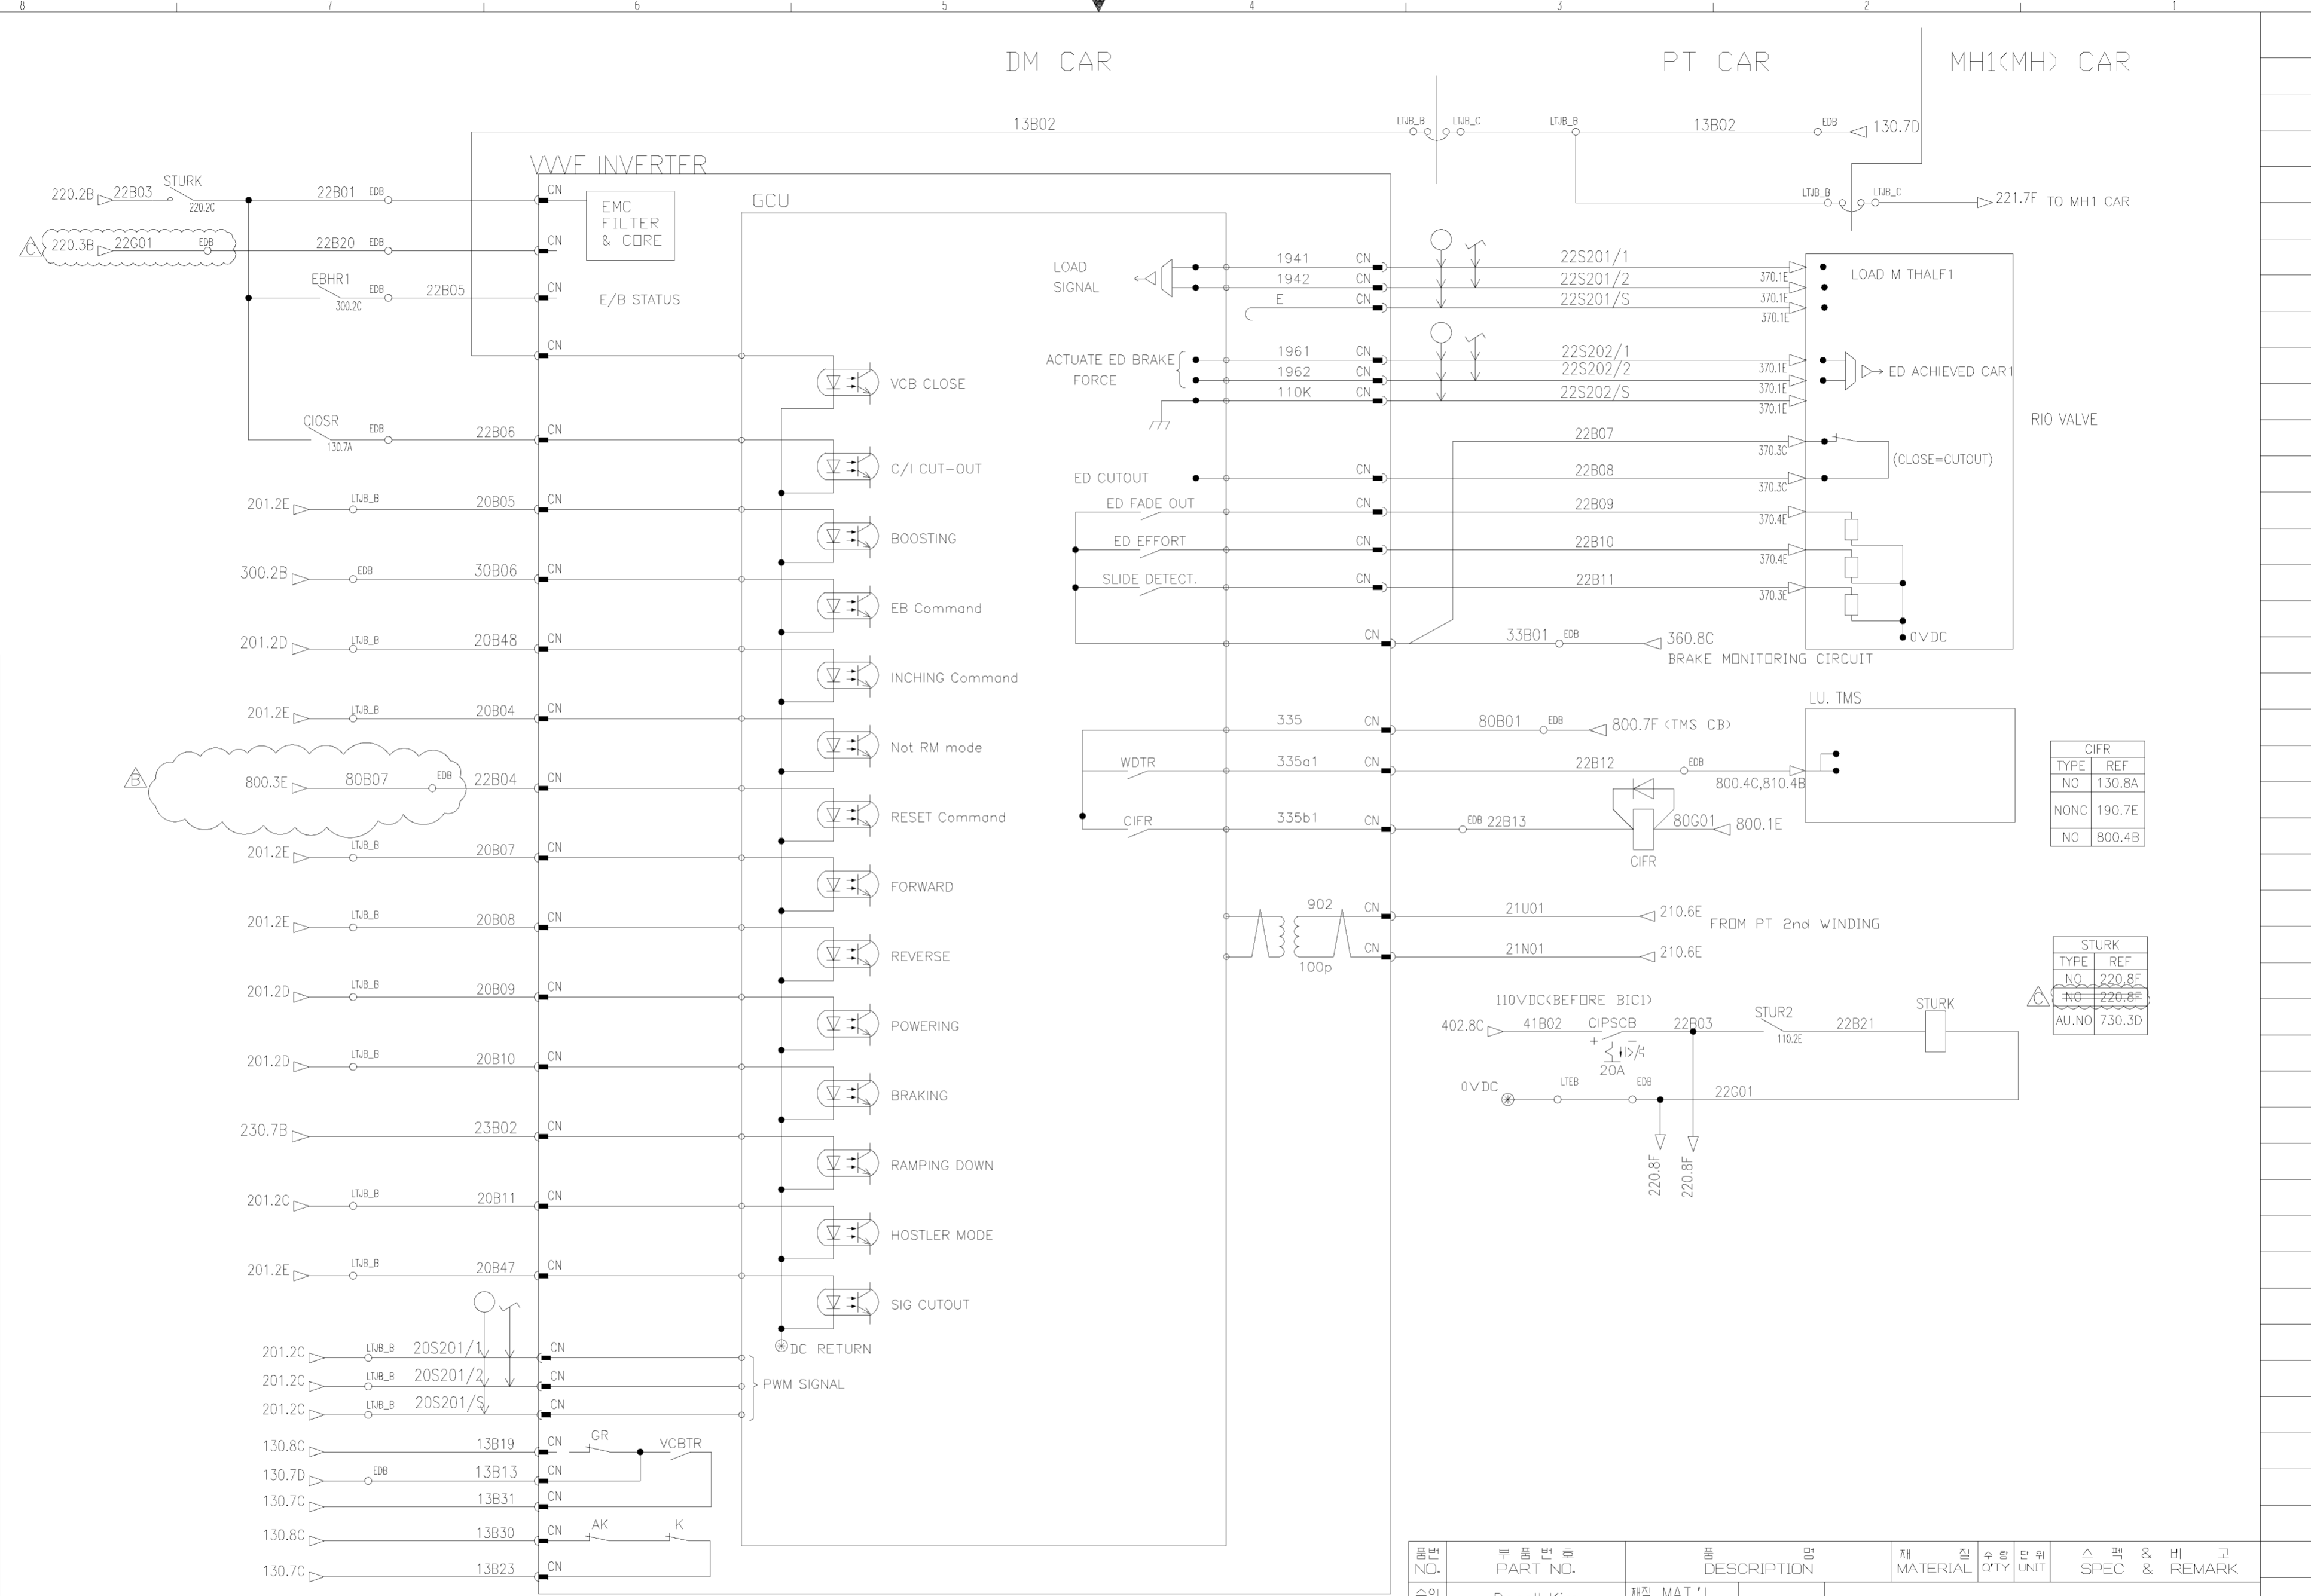 8 7 6 5 4 3 2 1
DM CAR
PT CAR
MH1(MH) CAR
13B02
LTJB_B
LTJB_C
LTJB_B
13B02
EDB
130.7D
LTJB_B
LTJB_C
221.7F TO MH1 CAR
VVVF INVERTER
GCU
EMC
FILTER
& CORE
220.2B 22B03 STURK 220.2C 22B01 EDB CN
C 220.3B 22G01 EDB 22B20 EDB CN
EBHR1 300.2C EDB 22B05 CN E/B STATUS
CN
VCB CLOSE
CIOSR 130.7A EDB 22B06 CN
C/I CUT-OUT
201.2E LTJB_B 20B05 CN
BOOSTING
300.2B EDB 30B06 CN
EB Command
201.2D LTJB_B 20B48 CN
INCHING Command
201.2E LTJB_B 20B04 CN
Not RM mode
B 800.3E 80B07 EDB 22B04 CN
RESET Command
201.2E LTJB_B 20B07 CN
FORWARD
201.2E LTJB_B 20B08 CN
REVERSE
201.2D LTJB_B 20B09 CN
POWERING
201.2D LTJB_B 20B10 CN
BRAKING
230.7B 23B02 CN
RAMPING DOWN
201.2C LTJB_B 20B11 CN
HOSTLER MODE
201.2E LTJB_B 20B47 CN
SIG CUTOUT
DC RETURN
201.2C LTJB_B 20S201/1 CN
201.2C LTJB_B 20S201/2 CN
PWM SIGNAL
201.2C LTJB_B 20S201/S CN
130.8C 13B19 CN GR VCBTR
130.7D EDB 13B13 CN
130.7C 13B31 CN
130.8C 13B30 CN AK K
130.7C 13B23 CN
LOAD
SIGNAL
1941 CN 22S201/1 370.1E
1942 CN 22S201/2 370.1E
E CN 22S201/S 370.1E
LOAD M THALF1
ACTUATE ED BRAKE
FORCE
1961 CN 22S202/1 370.1E
1962 CN 22S202/2 370.1E
110K CN 22S202/S 370.1E
ED ACHIEVED CAR1
RIO VALVE
22B07 370.3C
(CLOSE=CUTOUT)
ED CUTOUT CN 22B08 370.3C
ED FADE OUT CN 22B09 370.4E
ED EFFORT CN 22B10 370.4E
SLIDE DETECT. CN 22B11 370.3E
0VDC
CN 33B01 EDB 360.8C
BRAKE MONITORING CIRCUIT
LU. TMS
335 CN 80B01 EDB 800.7F (TMS CB)
WDTR 335a1 CN 22B12 EDB 800.4C,810.4B
CIFR 335b1 CN EDB 22B13 80G01 800.1E
CIFR
CIFR
TYPE REF
NO 130.8A
NONC 190.7E
NO 800.4B
902 CN 21U01 210.6E
FROM PT 2nd WINDING
100p CN 21N01 210.6E
STURK
TYPE REF
NO 220.8F
C NO 220.8F
AU.NO 730.3D
110VDC(BEFORE BIC1)
402.8C 41B02 CIPSCB 22B03 STUR2 110.2E 22B21 STURK
+ −
20A
0VDC LTEB EDB 22G01
220.8F
220.8F
품번 부 품 번 호 품 명 재 질 수 량 단 위 스 펙 & 비 고
NO. PART NO. DESCRIPTION MATERIAL Q'TY UNIT SPEC & REMARK